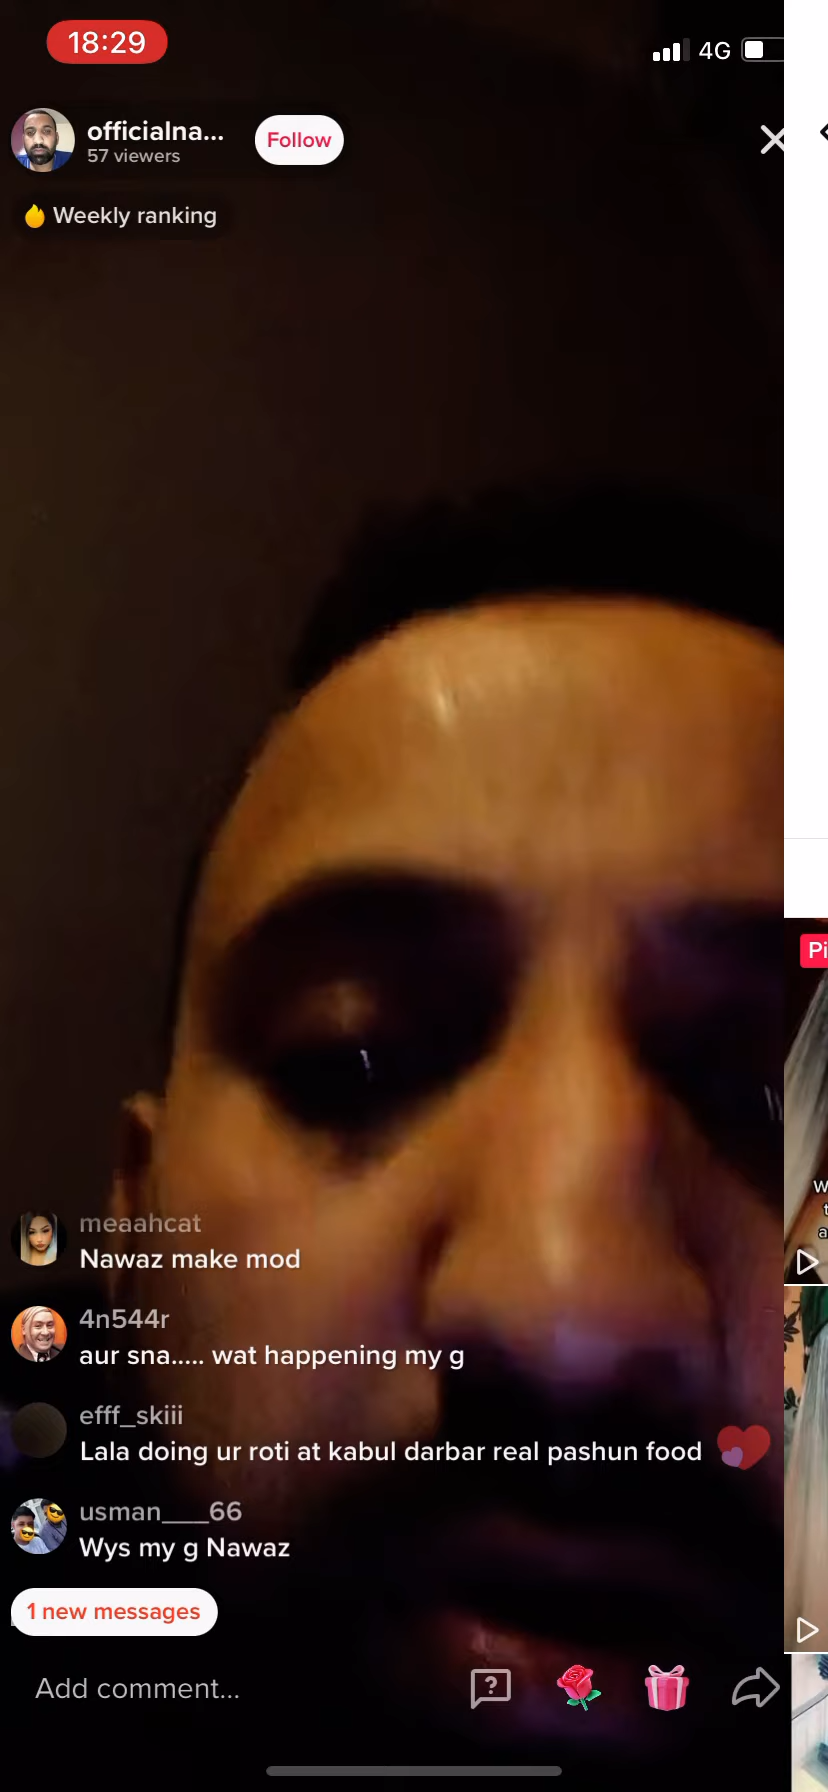 18:29
4G
officialna...
57 viewers
Follow
Weekly ranking
Pi
W
t
a
meaahcat
Nawaz make mod
4n544r
aur sna..... wat happening my g
efff_skiii
Lala doing ur roti at kabul darbar real pashun food
usman___66
Wys my g Nawaz
1 new messages
Add comment...